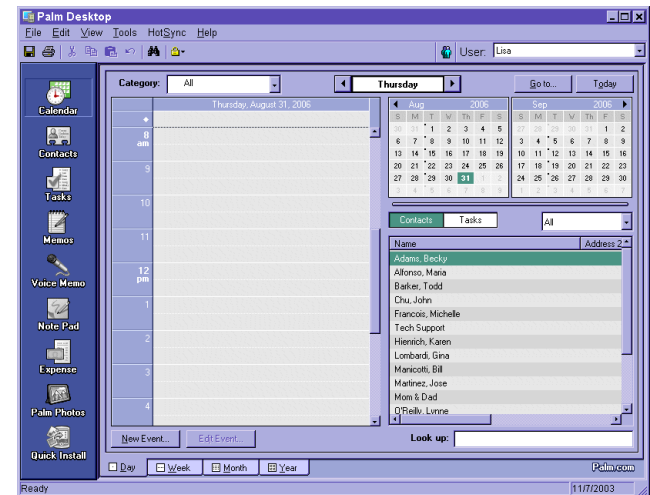 Palm Desktop
File Edit View Tools HotSync Help
User: Lisa
Calendar
Contacts
Tasks
Memos
Voice Memo
Note Pad
Expense
Palm Photos
Quick Install
Category: All
Thursday
Go to... Today
Thursday, August 31, 2006
8 am
9
10
11
12 pm
1
2
3
4
Aug 2006
S M T W Th F S
30 31 1 2 3 4 5
6 7 8 9 10 11 12
13 14 15 16 17 18 19
20 21 22 23 24 25 26
27 28 29 30 31 1 2
3 4 5 6 7 8 9
Sep 2006
S M T W Th F S
27 28 29 30 31 1 2
3 4 5 6 7 8 9
10 11 12 13 14 15 16
17 18 19 20 21 22 23
24 25 26 27 28 29 30
1 2 3 4 5 6 7
Contacts Tasks All
Name Address 2
Adams, Becky
Alfonso, Maria
Barker, Todd
Chu, John
Francois, Michelle
Tech Support
Hienrich, Karen
Lombardi, Gina
Manicotti, Bill
Martinez, Jose
Mom & Dad
O'Reilly, Lynne
New Event... Edit Event...
Look up:
Day Week Month Year
Palm.com
Ready 11/7/2003